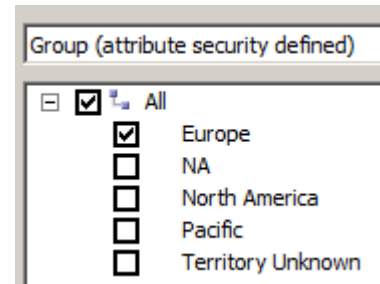 Group (attribute security defined)
All
Europe
NA
North America
Pacific
Territory Unknown